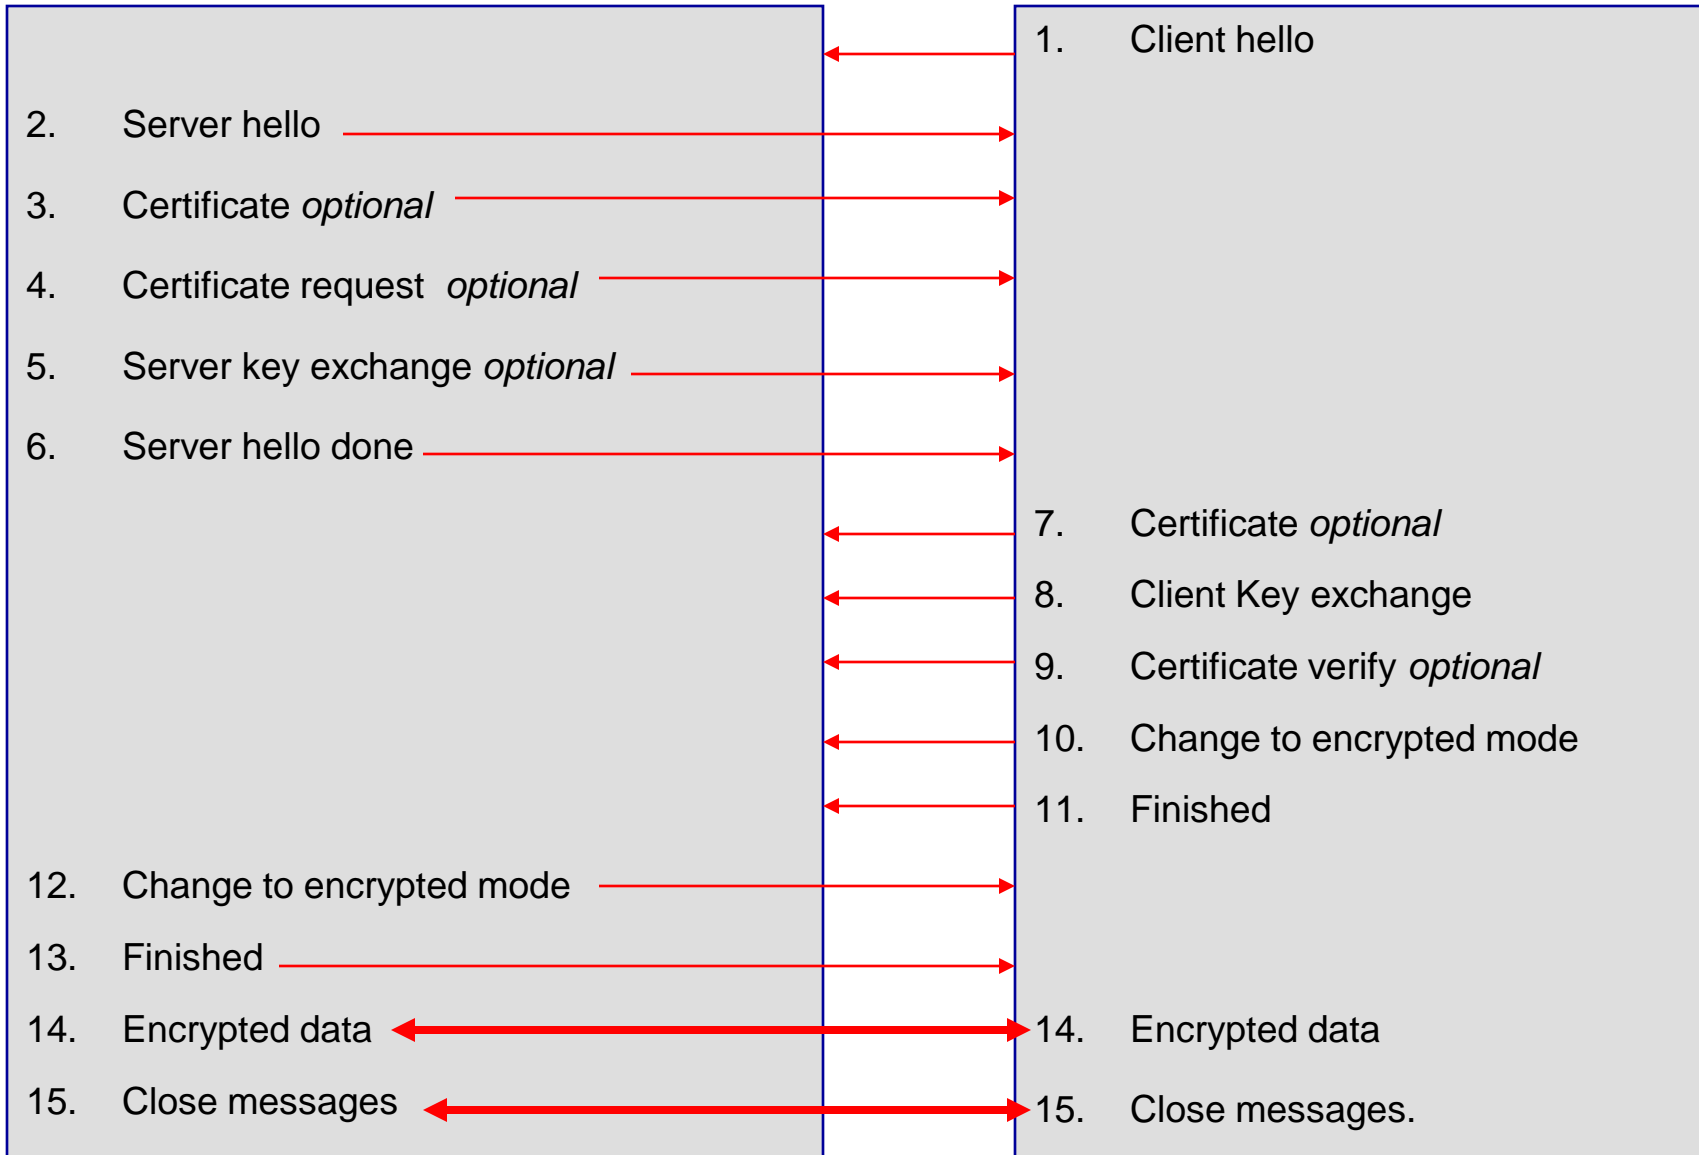 1. Client hello
2. Server hello
3. Certificate optional
4. Certificate request optional
5. Server key exchange optional
6. Server hello done
7. Certificate optional
8. Client Key exchange
9. Certificate verify optional
10. Change to encrypted mode
11. Finished
12. Change to encrypted mode
13. Finished
14. Encrypted data
14. Encrypted data
15. Close messages
15. Close messages.